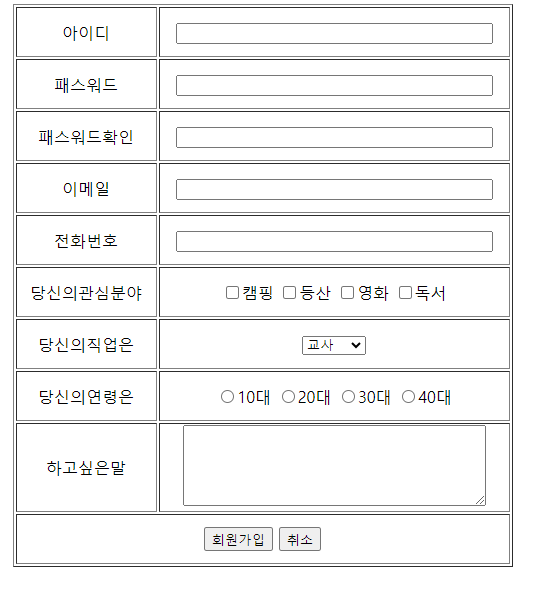 아이디
패스워드
패스워드확인
이메일
전화번호
당신의관심분야 캠핑 등산 영화 독서
당신의직업은 교사
당신의연령은 10대 20대 30대 40대
하고싶은말
회원가입 취소